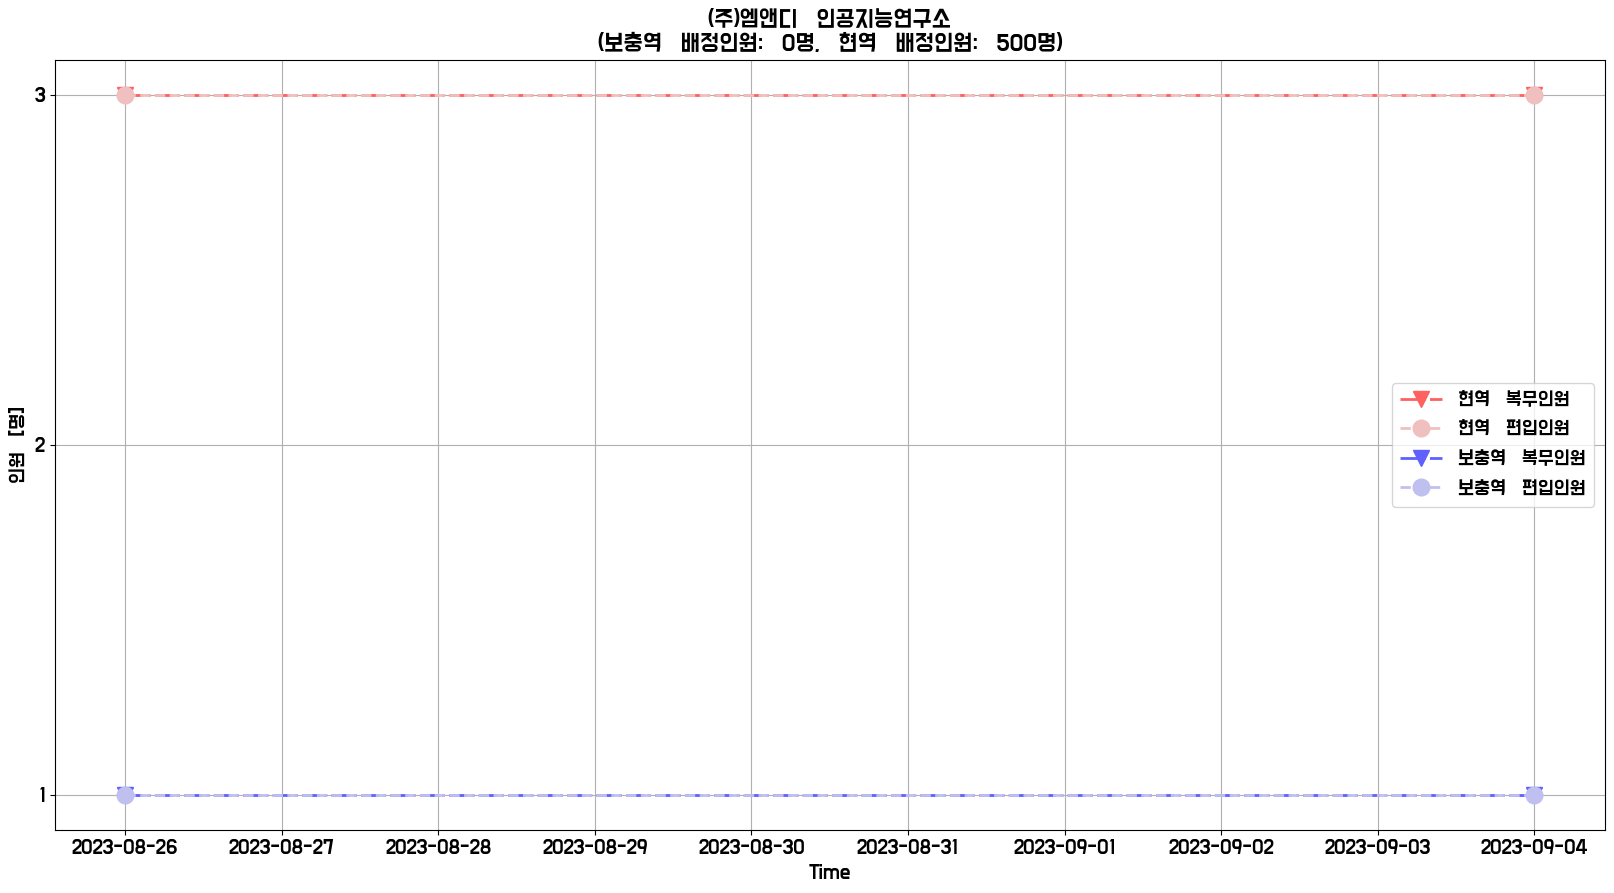 (주)엠앤디 인공지능연구소
(보충역 배정인원: 0명, 현역 배정인원: 500명)
3
2
1
인원 [명]
현역 복무인원
현역 편입인원
보충역 복무인원
보충역 편입인원
2023-08-26 2023-08-27 2023-08-28 2023-08-29 2023-08-30 2023-08-31 2023-09-01 2023-09-02 2023-09-03 2023-09-04
Time